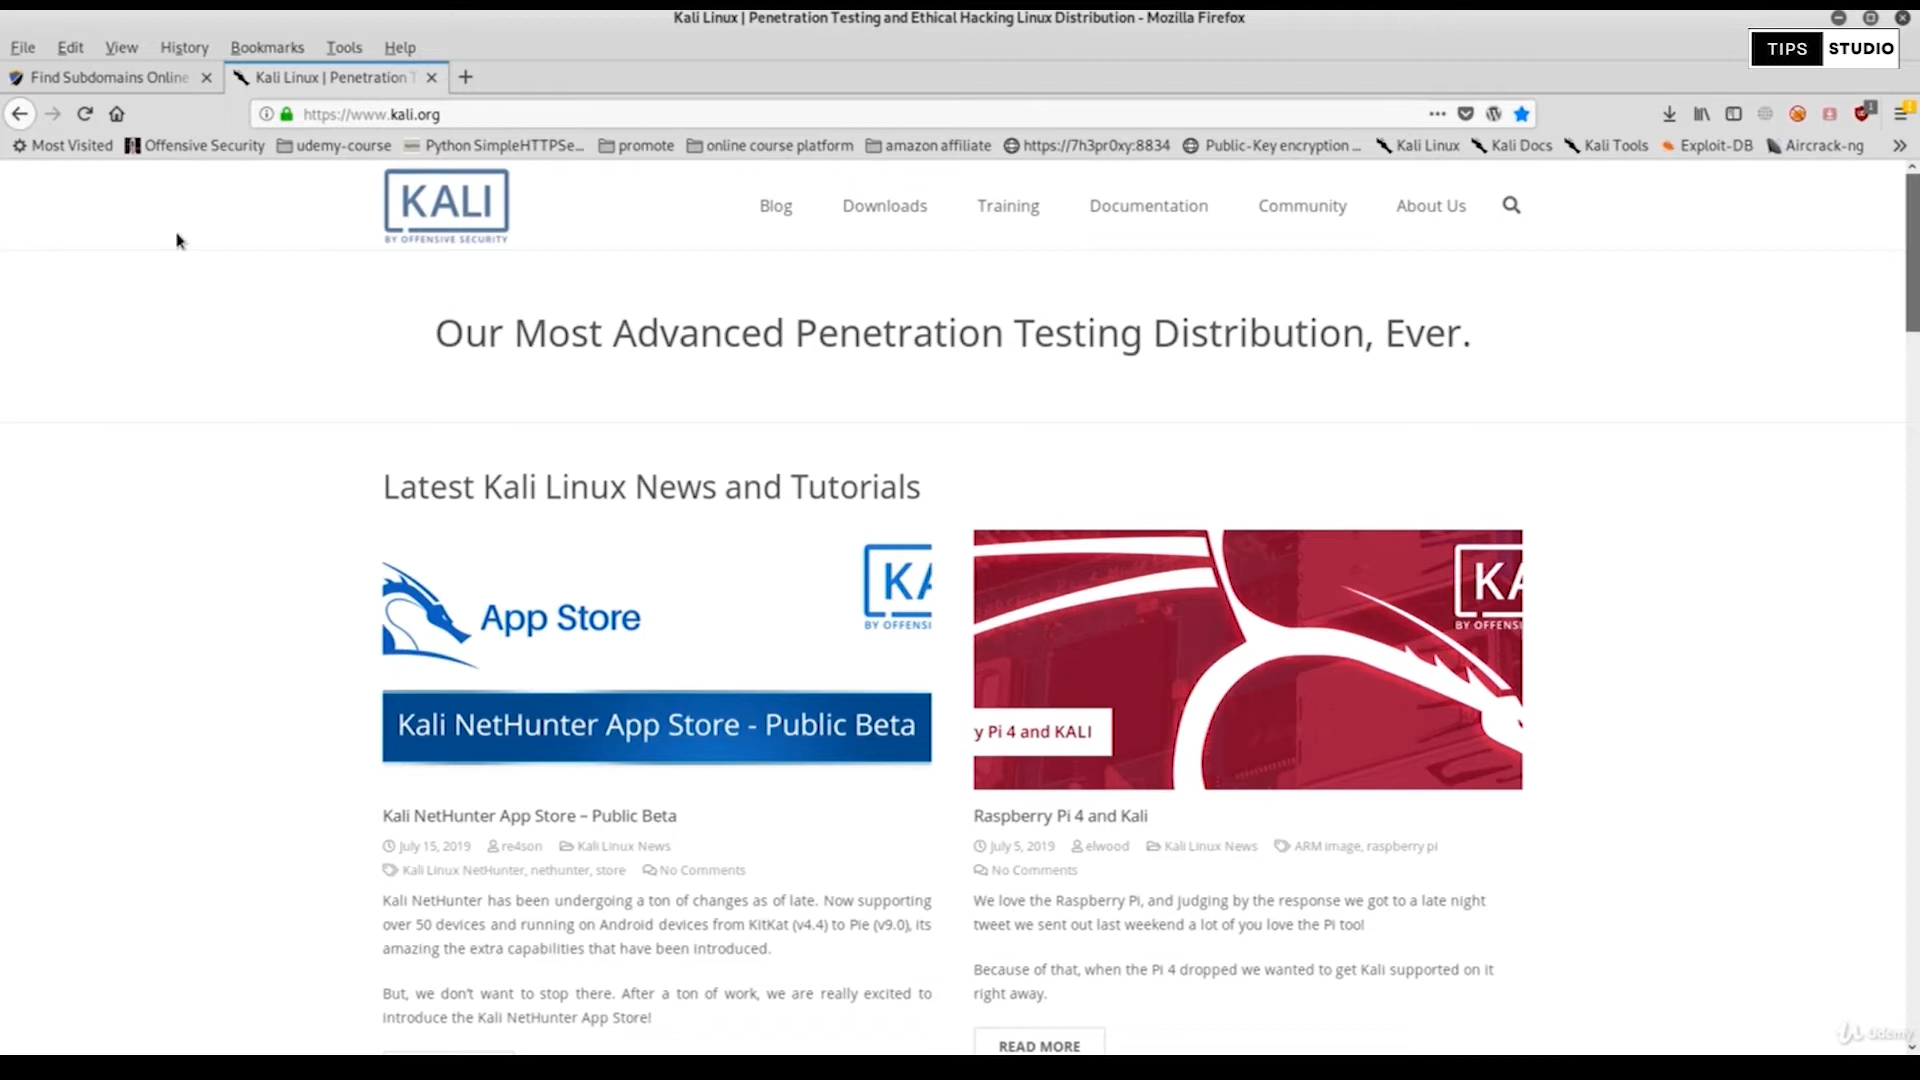 Kali Linux | Penetration Testing and Ethical Hacking Linux Distribution - Mozilla Firefox
File Edit View History Bookmarks Tools Help
TIPS STUDIO
Find Subdomains Online
Kali Linux | Penetration T
https://www.kali.org
1
Most Visited Offensive Security udemy-course Python SimpleHTTPSe... promote online course platform amazon affiliate https://7h3pr0xy:8834 Public-Key encryption ... Kali Linux Kali Docs Kali Tools Exploit-DB Aircrack-ng
KALI
BY OFFENSIVE SECURITY
Blog Downloads Training Documentation Community About Us
Our Most Advanced Penetration Testing Distribution, Ever.
Latest Kali Linux News and Tutorials
App Store
KA
BY OFFENSI
Kali NetHunter App Store - Public Beta
Kali NetHunter App Store – Public Beta
July 15, 2019 re4son Kali Linux News
Kali Linux NetHunter, nethunter, store No Comments
Kali NetHunter has been undergoing a ton of changes as of late. Now supporting
over 50 devices and running on Android devices from KitKat (v4.4) to Pie (v9.0), its
amazing the extra capabilities that have been introduced.
But, we don't want to stop there. After a ton of work, we are really excited to
introduce the Kali NetHunter App Store!
KA
BY OFFENS
y Pi 4 and KALI
Raspberry Pi 4 and Kali
July 5, 2019 elwood Kali Linux News ARM image, raspberry pi
No Comments
We love the Raspberry Pi, and judging by the response we got to a late night
tweet we sent out last weekend a lot of you love the Pi too!
Because of that, when the Pi 4 dropped we wanted to get Kali supported on it
right away.
READ MORE
Udemy